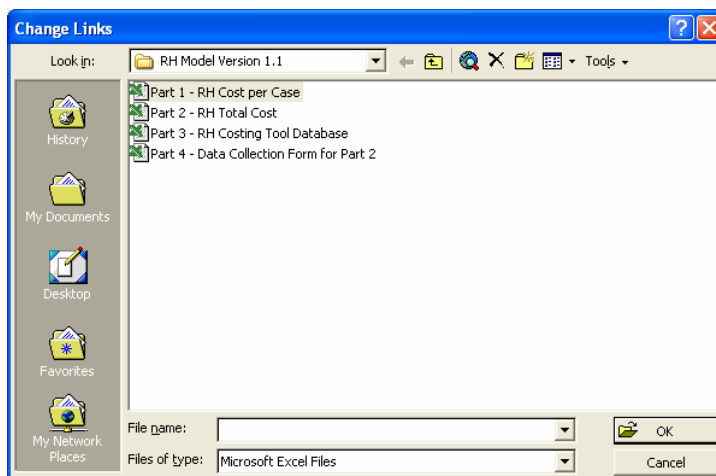 Change Links
Look in: RH Model Version 1.1 Tools
Part 1 - RH Cost per Case
Part 2 - RH Total Cost
Part 3 - RH Costing Tool Database
Part 4 - Data Collection Form for Part 2
History
My Documents
Desktop
Favorites
My Network
Places
File name: OK
Files of type: Microsoft Excel Files Cancel